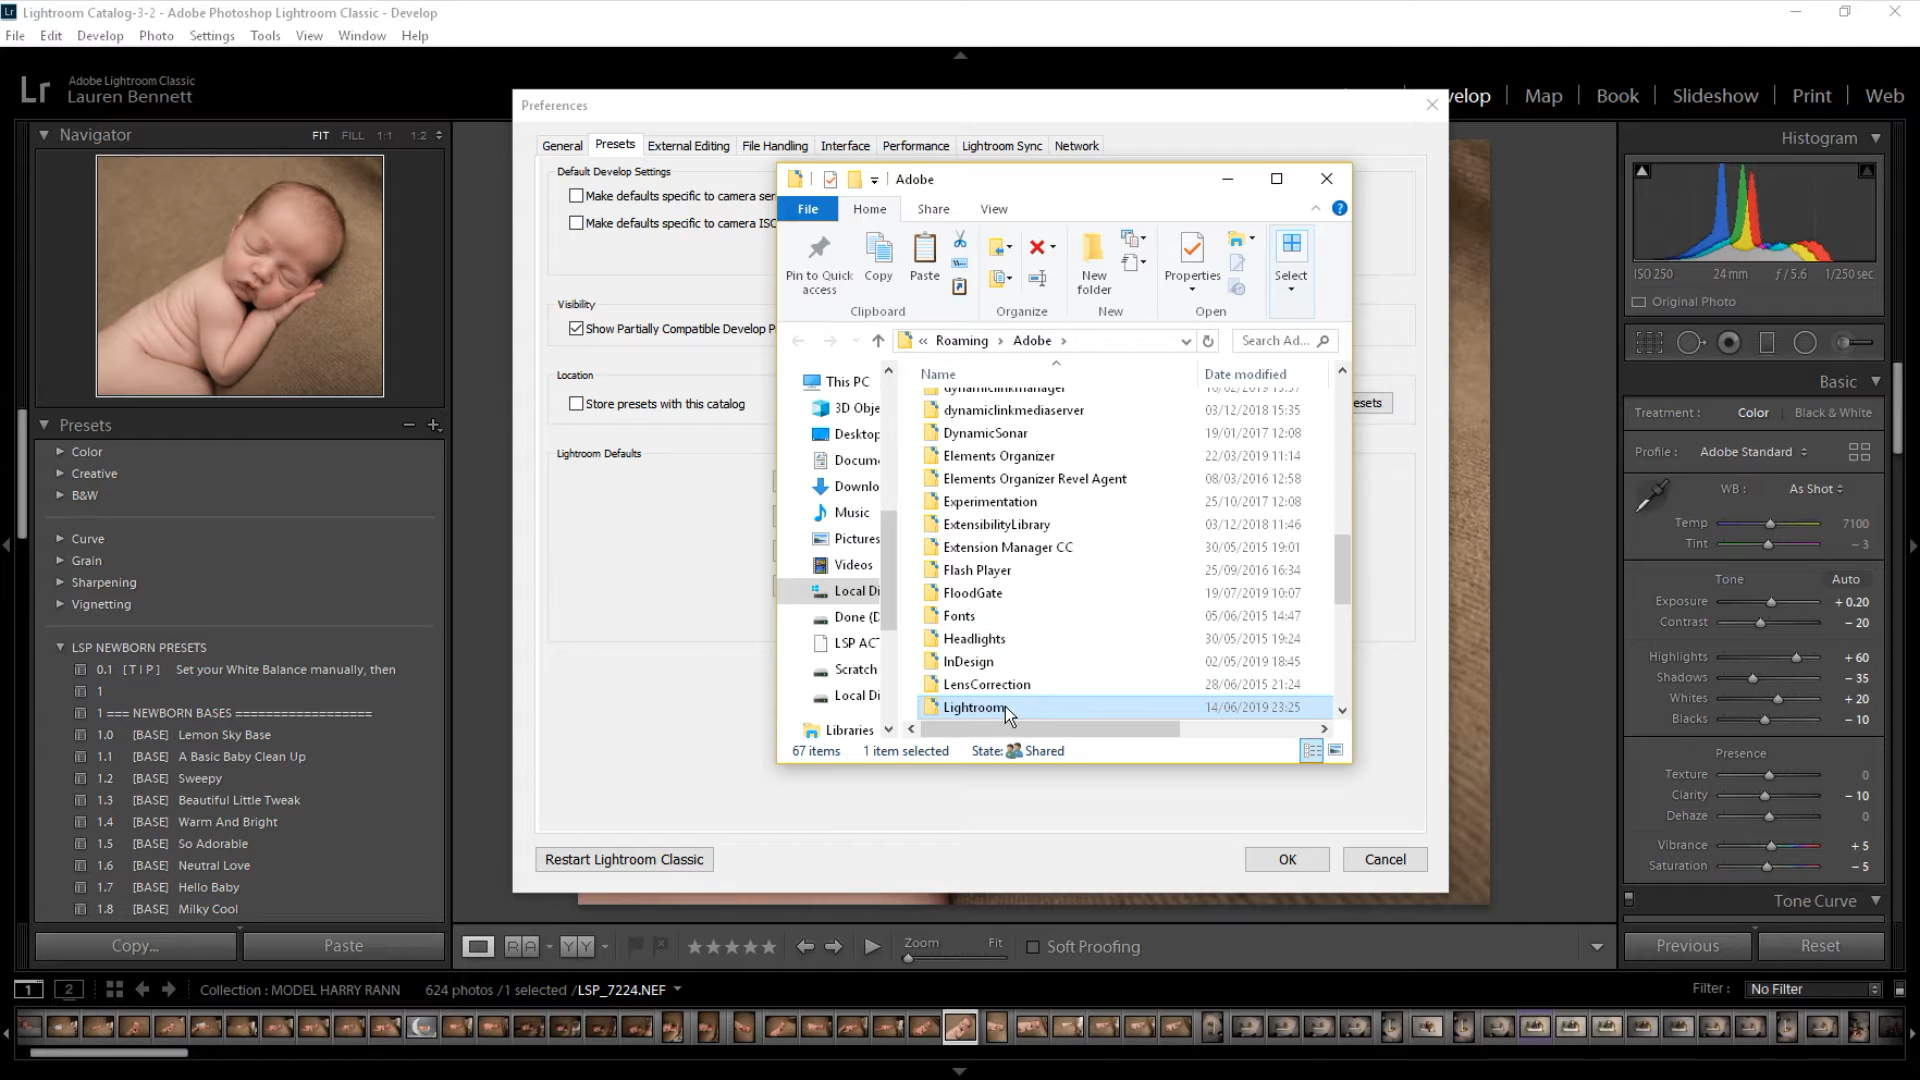 Lr Lightroom Catalog-3-2 - Adobe Photoshop Lightroom Classic - Develop
File Edit Develop Photo Settings Tools View Window Help
Lr Adobe Lightroom Classic
Lauren Bennett
velop | Map | Book | Slideshow | Print | Web
Navigator FIT FILL 1:1 1:2
Presets
Color
Creative
B&W
Curve
Grain
Sharpening
Vignetting
LSP NEWBORN PRESETS
0.1 [ T I P ] Set your White Balance manually, then
1
1 === NEWBORN BASES ==================
1.0 Lemon Sky Base
1.1 [BASE] A Basic Baby Clean Up
1.2 [BASE] Sweepy
1.3 [BASE] Beautiful Little Tweak
1.4 [BASE] Warm And Bright
1.5 [BASE] So Adorable
1.6 [BASE] Neutral Love
1.7 [BASE] Hello Baby
1.8 [BASE] Milky Cool
Copy... Paste
Preferences
General Presets External Editing File Handling Interface Performance Lightroom Sync Network
Default Develop Settings
Make defaults specific to camera ser
Make defaults specific to camera ISO
Visibility
Show Partially Compatible Develop P
Location
Store presets with this catalog
esets
Lightroom Defaults
Restart Lightroom Classic OK Cancel
Adobe
File Home Share View
Pin to Quick access
Copy
Paste
New folder
Properties
Select
Clipboard Organize New Open
« Roaming > Adobe > Search Ad...
This PC
3D Obje
Desktop
Docum
Downlo
Music
Pictures
Videos
Local Di
Done (D
LSP ACT
Scratch
Local Di
Libraries
Name Date modified
dynamiclinkmanager 10/02/2019 13:57
dynamiclinkmediaserver 03/12/2018 15:35
DynamicSonar 19/01/2017 12:08
Elements Organizer 22/03/2019 11:14
Elements Organizer Revel Agent 08/03/2016 12:58
Experimentation 25/10/2017 12:08
ExtensibilityLibrary 03/12/2018 11:46
Extension Manager CC 30/05/2015 19:01
Flash Player 25/09/2016 16:34
FloodGate 19/07/2019 10:07
Fonts 05/06/2015 14:47
Headlights 30/05/2015 19:24
InDesign 02/05/2019 18:45
LensCorrection 28/06/2015 21:24
Lightroom 14/06/2019 23:25
67 items 1 item selected State: Shared
Histogram
ISO 250 24 mm ƒ / 5.6 1/250 sec
Original Photo
Basic
Treatment : Color Black & White
Profile : Adobe Standard
WB : As Shot
Temp 7100
Tint – 3
Tone Auto
Exposure + 0.20
Contrast – 20
Highlights + 60
Shadows – 35
Whites + 20
Blacks – 10
Presence
Texture 0
Clarity – 10
Dehaze 0
Vibrance + 5
Saturation – 5
Tone Curve
Previous Reset
R A Y Y Zoom Fit Soft Proofing
1 2 Collection : MODEL HARRY RANN 624 photos / 1 selected / LSP_7224.NEF Filter : No Filter